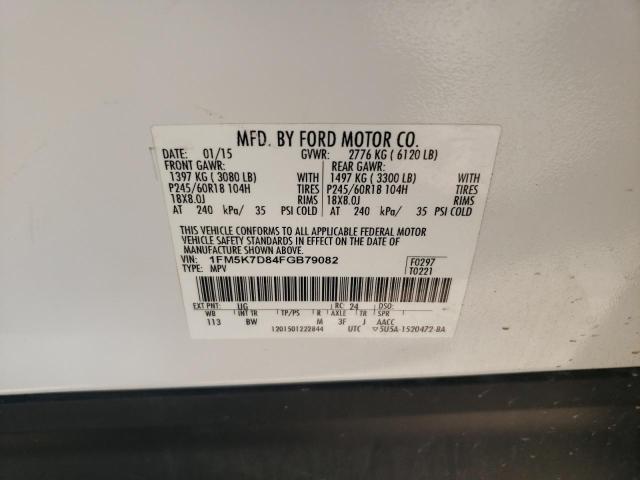 MFD. BY FORD MOTOR CO.
DATE: 01/15 GVWR: 2776 KG ( 6120 LB)
FRONT GAWR: REAR GAWR:
1397 KG ( 3080 LB) WITH 1497 KG ( 3300 LB) WITH
P245/60R18 104H TIRES P245/60R18 104H TIRES
18X8.0J RIMS 18X8.0J RIMS
AT 240 kPa/ 35 PSI COLD AT 240 kPa/ 35 PSI COLD
THIS VEHICLE CONFORMS TO ALL APPLICABLE FEDERAL MOTOR
VEHICLE SAFETY STANDARDS IN EFFECT ON THE DATE OF
MANUFACTURE SHOWN ABOVE.
VIN: 1FM5K7D84FGB79082 F0297
TYPE: MPV T0221
EXT PNT: UG RC: 24
WB INT TR TP/PS R AXLE TR SPR
113 BW M 3F J AACC
1201501222844 UTC 5U5A-1520472-BA